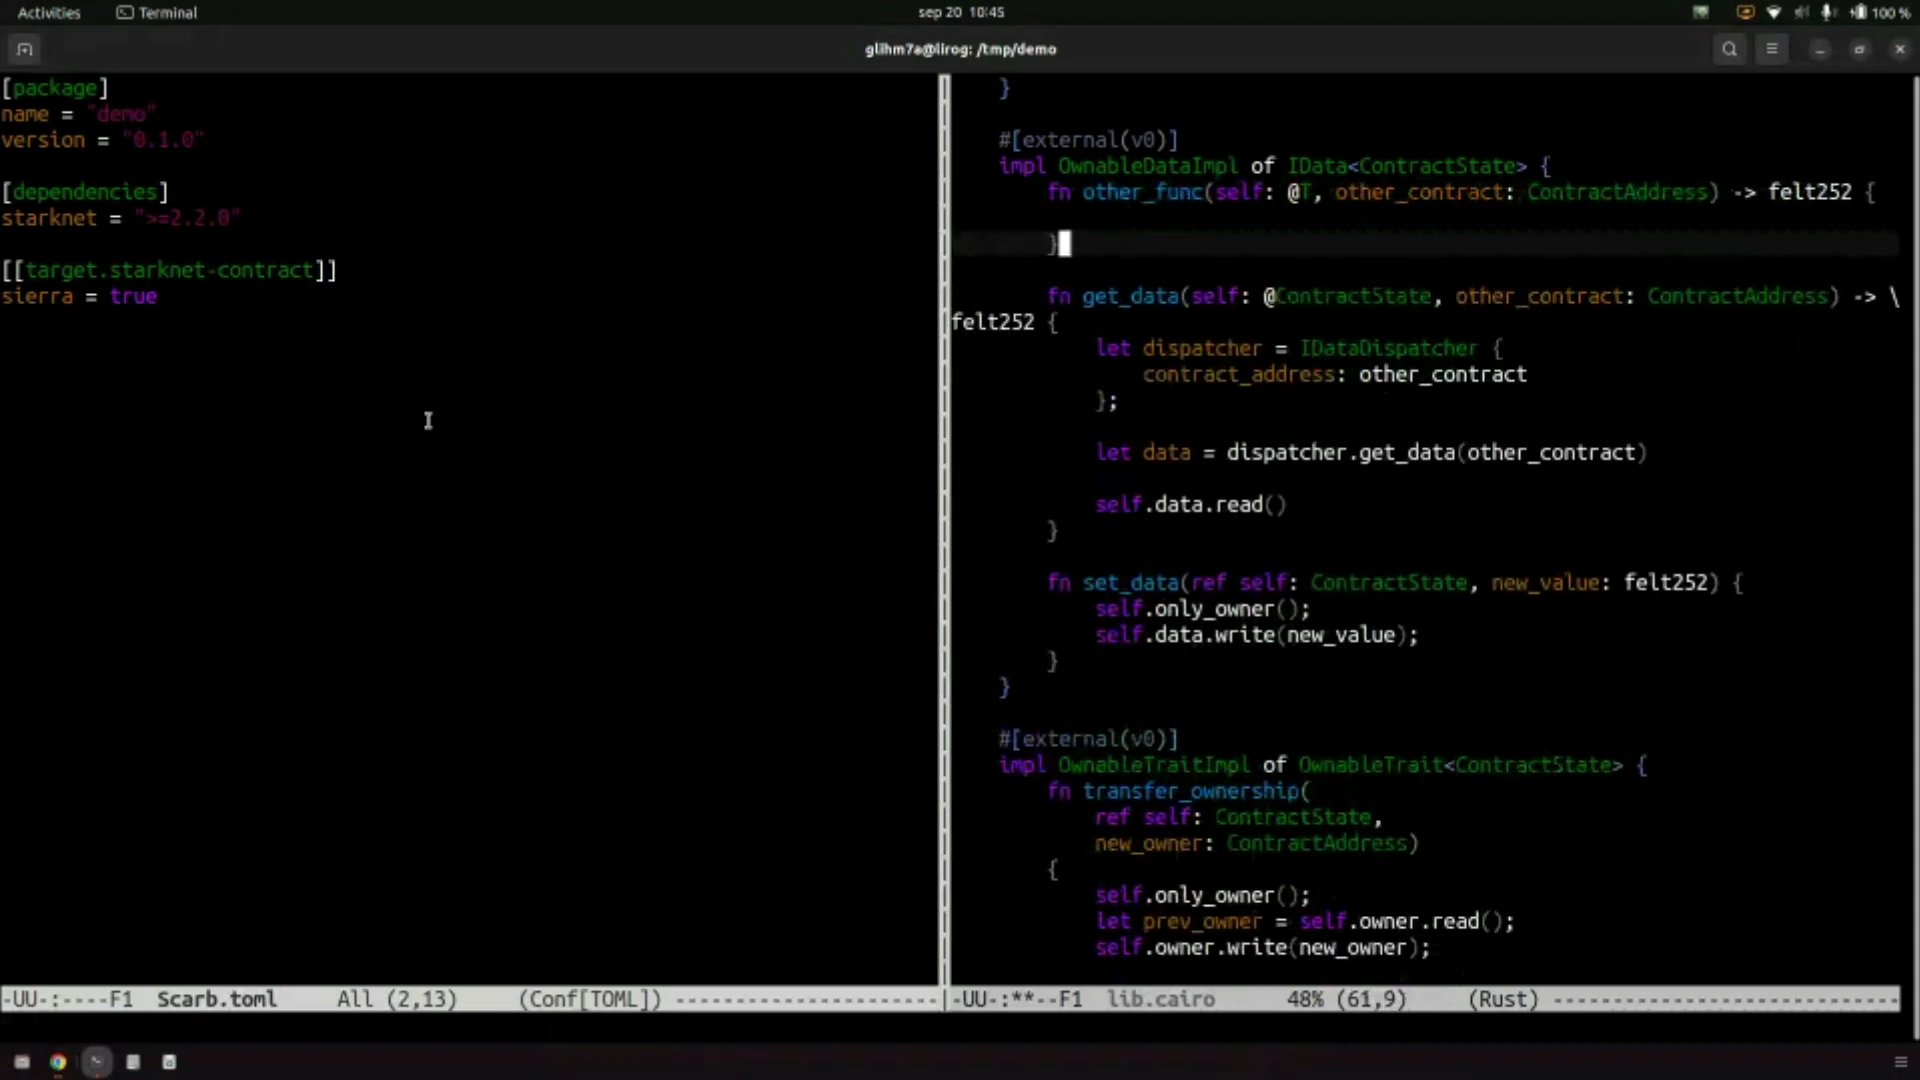 Activities
Terminal
sep 20 10:45
100 %
glihm7a@lirog: /tmp/demo
[package]
name = "demo"
version = "0.1.0"
[dependencies]
starknet = ">=2.2.0"
[[target.starknet-contract]]
sierra = true
-UU-:----F1 Scarb.toml All (2,13) (Conf[TOML]) ----------------------
}
#[external(v0)]
impl OwnableDataImpl of IData<ContractState> {
fn other_func(self: @T, other_contract: ContractAddress) -> felt252 {
}
fn get_data(self: @ContractState, other_contract: ContractAddress) -> \
felt252 {
let dispatcher = IDataDispatcher {
contract_address: other_contract
};
let data = dispatcher.get_data(other_contract)
self.data.read()
}
fn set_data(ref self: ContractState, new_value: felt252) {
self.only_owner();
self.data.write(new_value);
}
}
#[external(v0)]
impl OwnableTraitImpl of OwnableTrait<ContractState> {
fn transfer_ownership(
ref self: ContractState,
new_owner: ContractAddress)
{
self.only_owner();
let prev_owner = self.owner.read();
self.owner.write(new_owner);
-UU-:**--F1 lib.cairo 48% (61,9) (Rust) -----------------------------